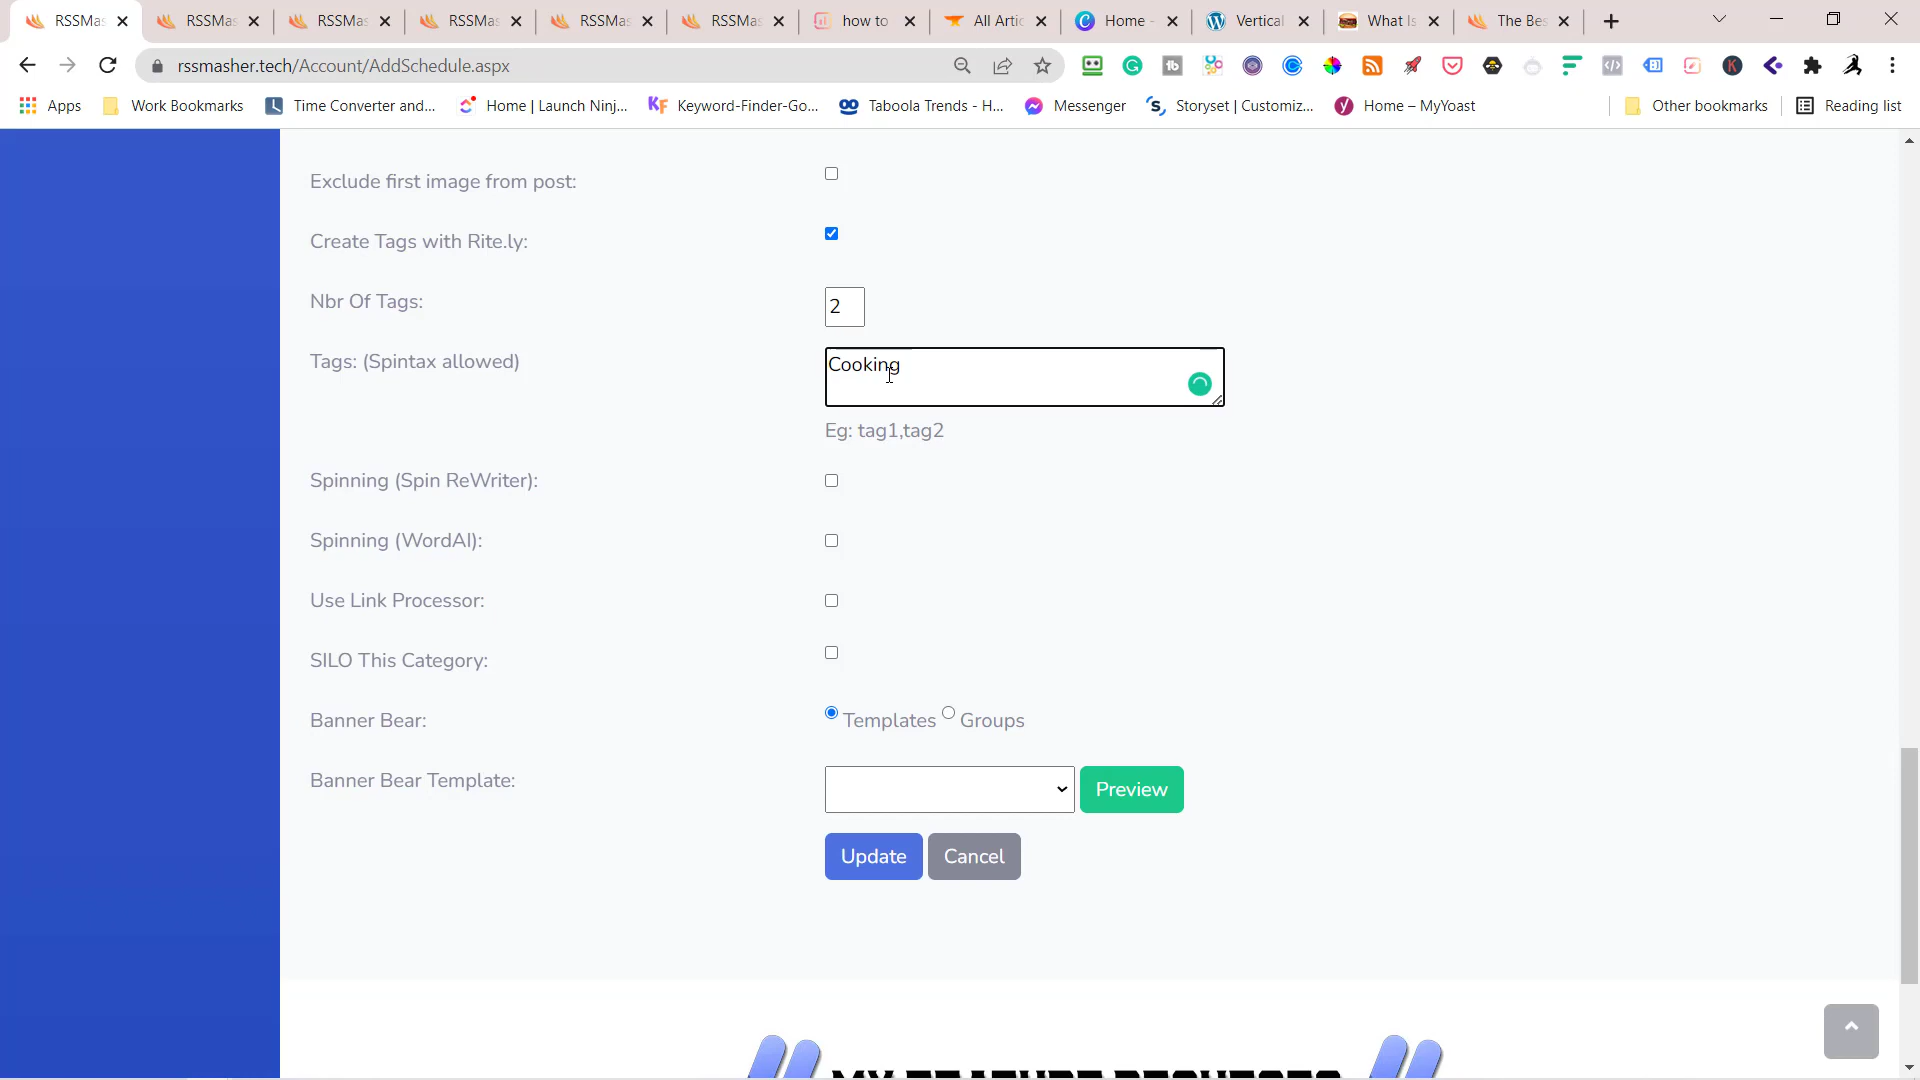 RSSMas
RSSMas
RSSMas
RSSMas
RSSMas
RSSMas
how to
All Artic
Home -
Vertical
What Is
The Bes
rssmasher.tech/Account/AddSchedule.aspx
Apps
Work Bookmarks
Time Converter and...
Home | Launch Ninj...
Keyword-Finder-Go...
Taboola Trends - H...
Messenger
Storyset | Customiz...
Home – MyYoast
Other bookmarks
Reading list
Exclude first image from post:
Create Tags with Rite.ly:
Nbr Of Tags:
2
Tags: (Spintax allowed)
Cooking
Eg: tag1,tag2
Spinning (Spin ReWriter):
Spinning (WordAI):
Use Link Processor:
SILO This Category:
Banner Bear:
Templates
Groups
Banner Bear Template:
Preview
Update
Cancel